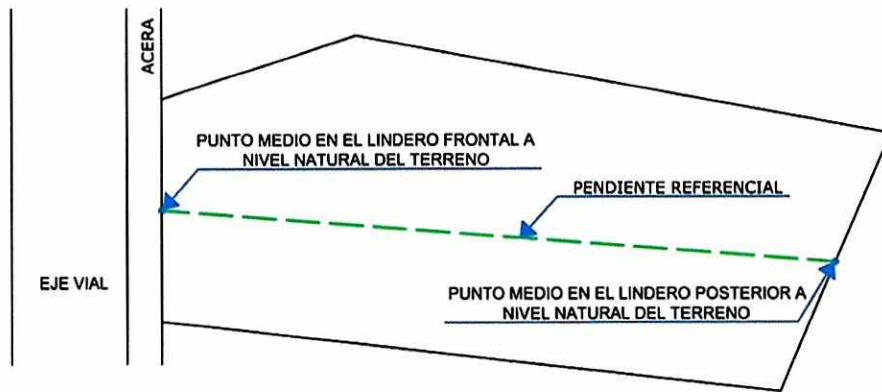 ACERA
PUNTO MEDIO EN EL LINDERO FRONTAL A
NIVEL NATURAL DEL TERRENO
PENDIENTE REFERENCIAL
EJE VIAL
PUNTO MEDIO EN EL LINDERO POSTERIOR A
NIVEL NATURAL DEL TERRENO